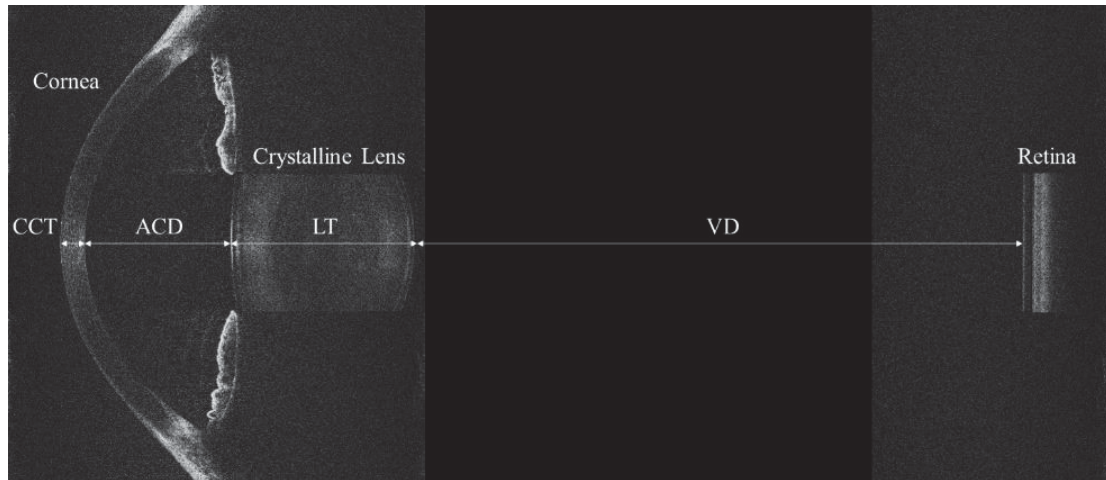 Cornea
Crystalline Lens
Retina
CCT
ACD
LT
VD